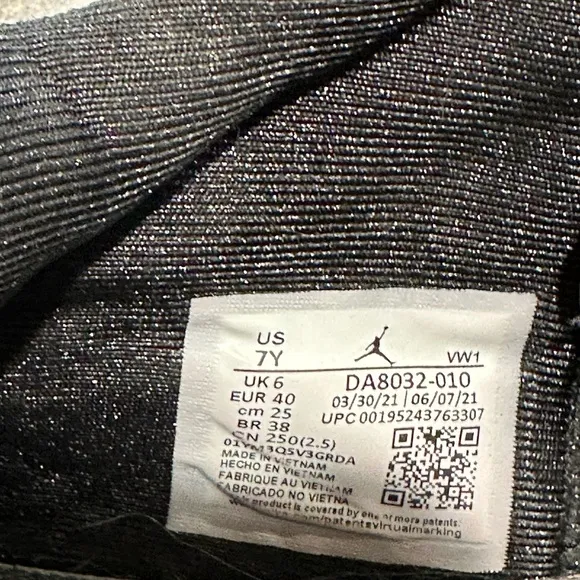 US
7Y
VW1
UK 6
DA8032-010
EUR 40
03/30/21 | 06/07/21
cm 25
UPC 00195243763307
BR 38
250(2.5)
MADE IN VIETNAM
HECHO EN VIETNAM
FABRIQUE AU VIETNAM
FABRICADO NO VIETNA
product is covered by one or more patents.
.com/patentsvirtualmarking